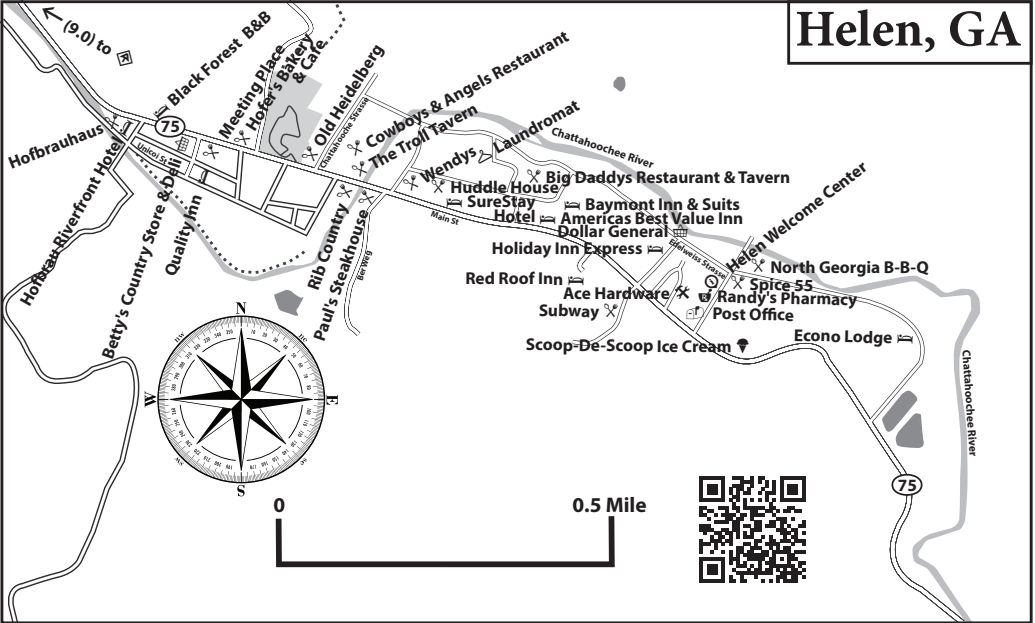 Helen, GA
(9.0) to
Black Forest B&B
Meeting Place
Hofer's Bakery
& Cafe
Old Heidelberg
Chattahooche Strasse
Cowboys & Angels Restaurant
The Troll Tavern
Wendys
Laundromat
Chattahoochee River
75
Hofbrauhaus
Unicoi St
Hofbrau Riverfront Hotel
Betty's Country Store & Deli
Quality Inn
Rib Country
Paul's Steakhouse
Ber Weg
Main St
Huddle House
SureStay
Hotel
Big Daddys Restaurant & Tavern
Baymont Inn & Suits
Americas Best Value Inn
Dollar General
Holiday Inn Express
Edelweiss Strasse
Helen Welcome Center
North Georgia B-B-Q
Spice 55
Red Roof Inn
Ace Hardware
Randy's Pharmacy
Subway
Post Office
Scoop-De-Scoop Ice Cream
Econo Lodge
Chattahoochee River
75
N
W
E
S
0
0.5 Mile